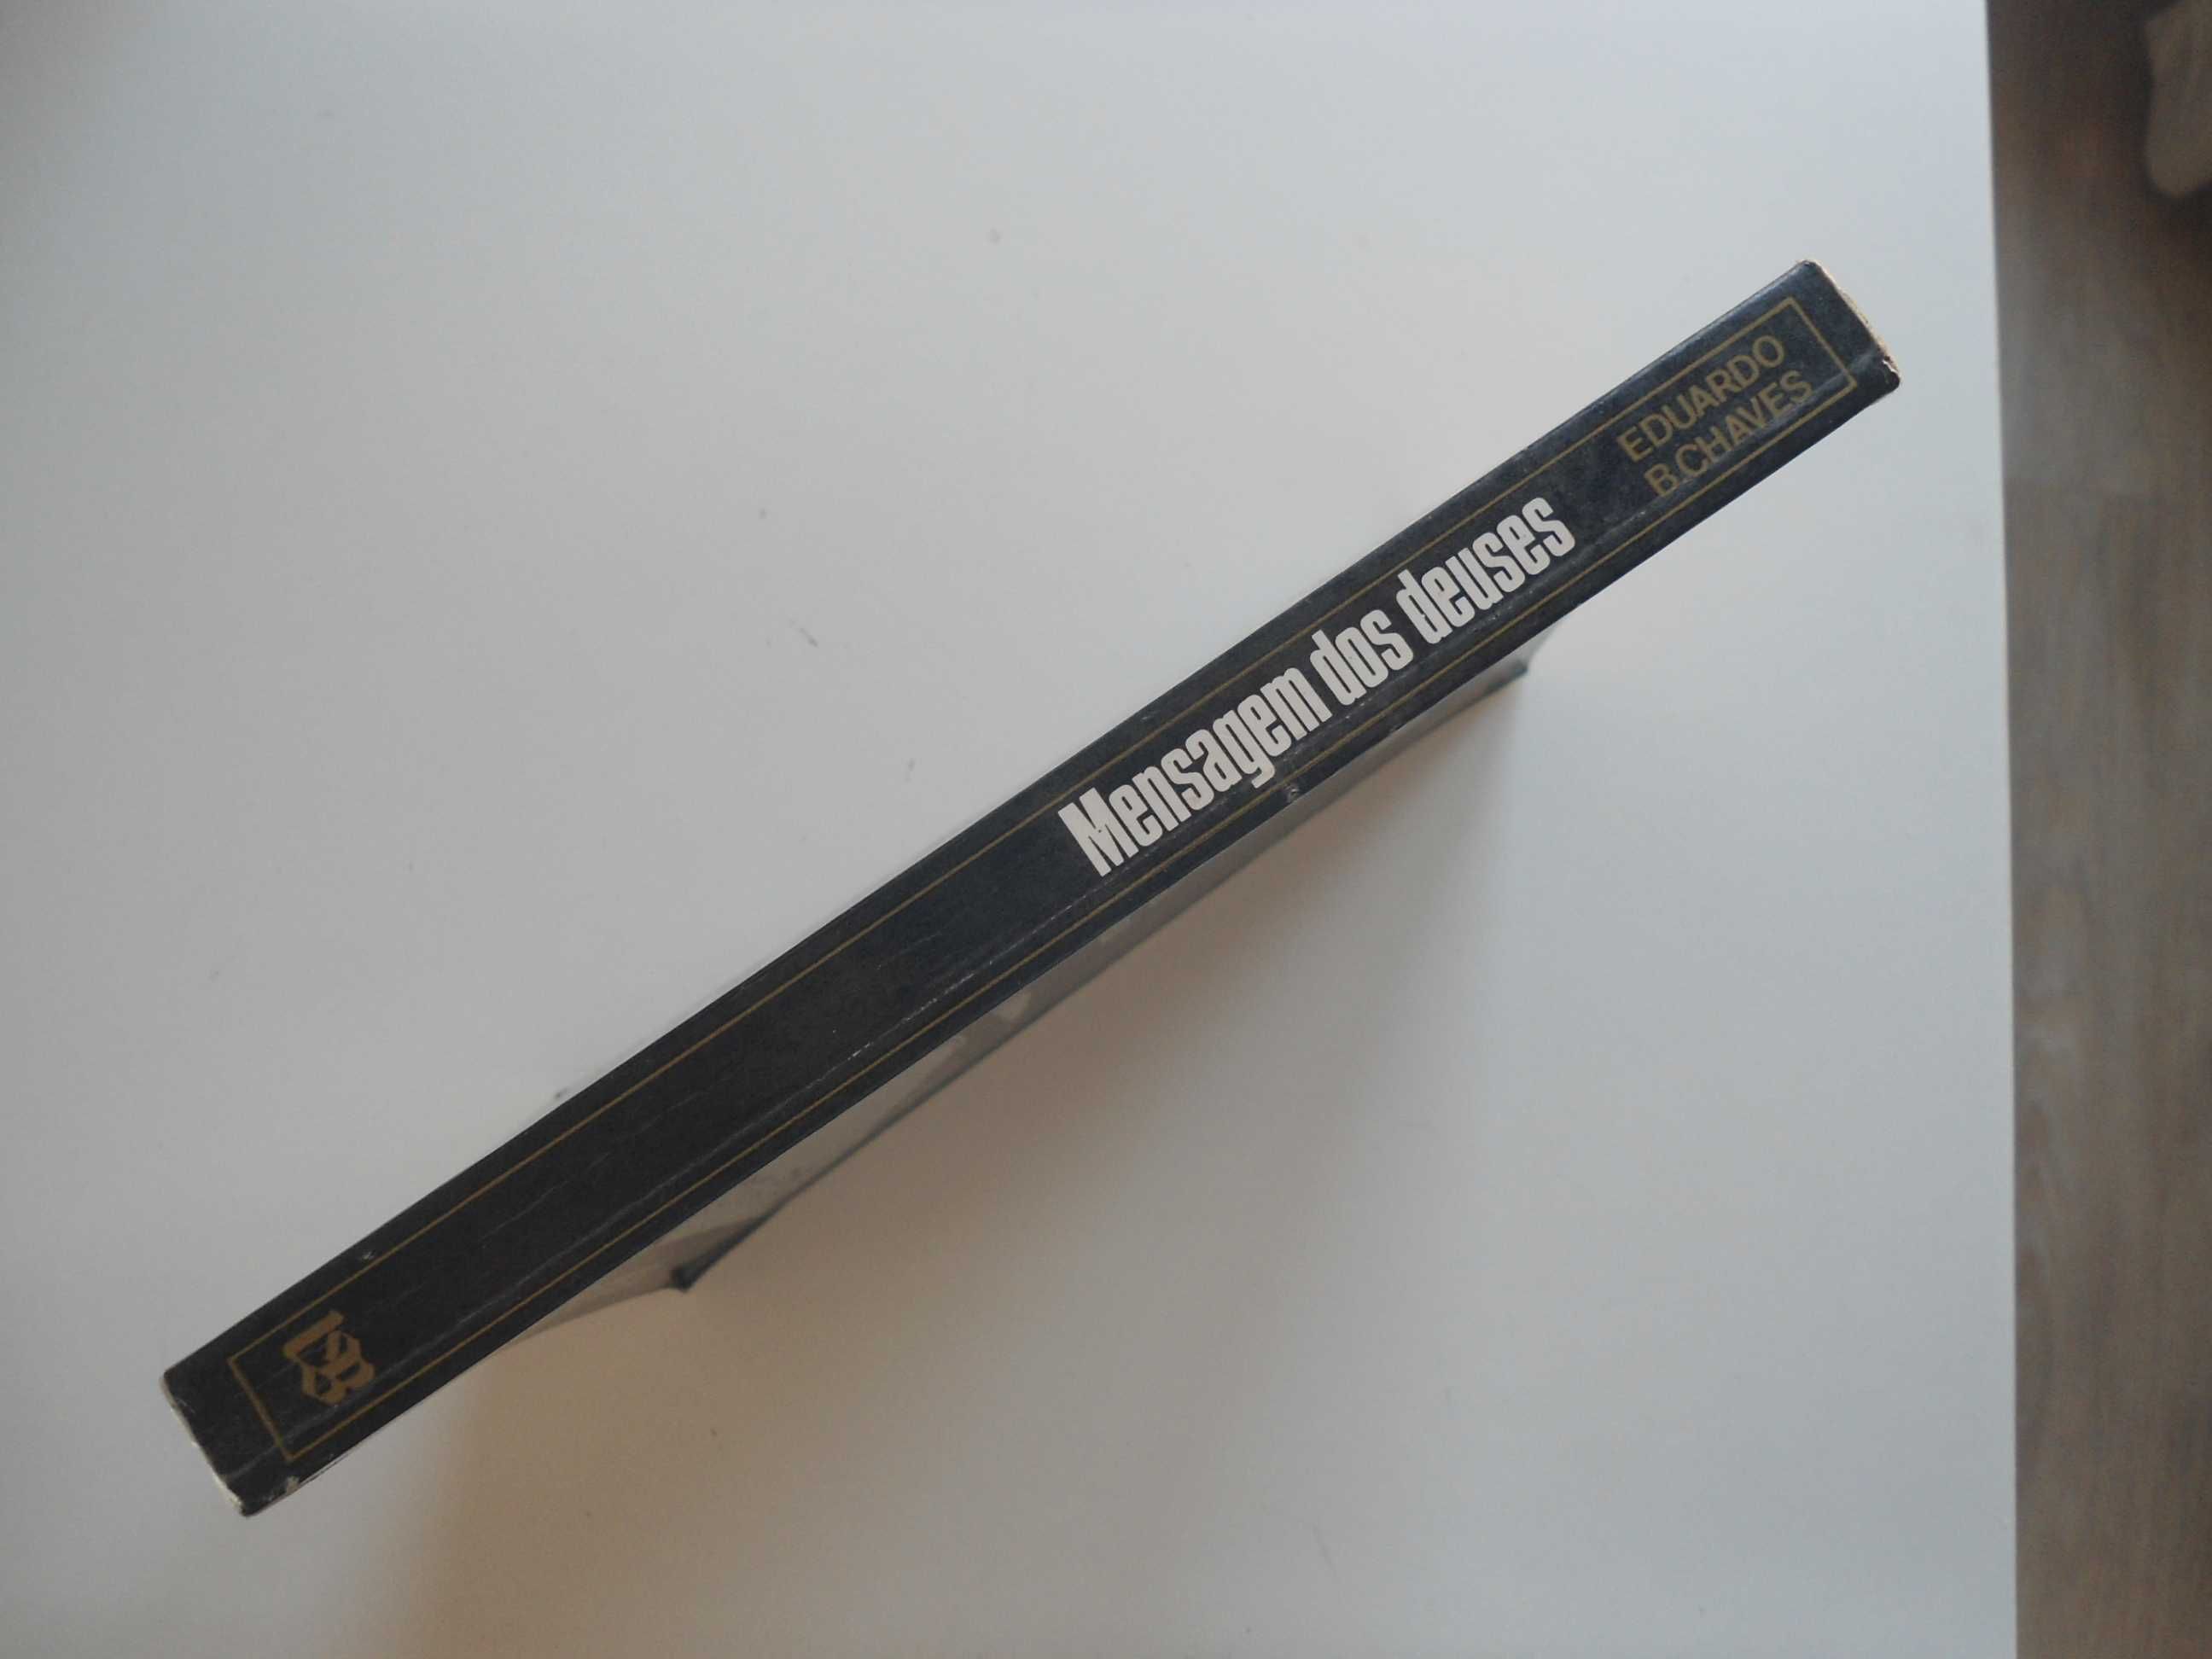 EDUARDO
B. CHAVES
Mensagem dos deuses